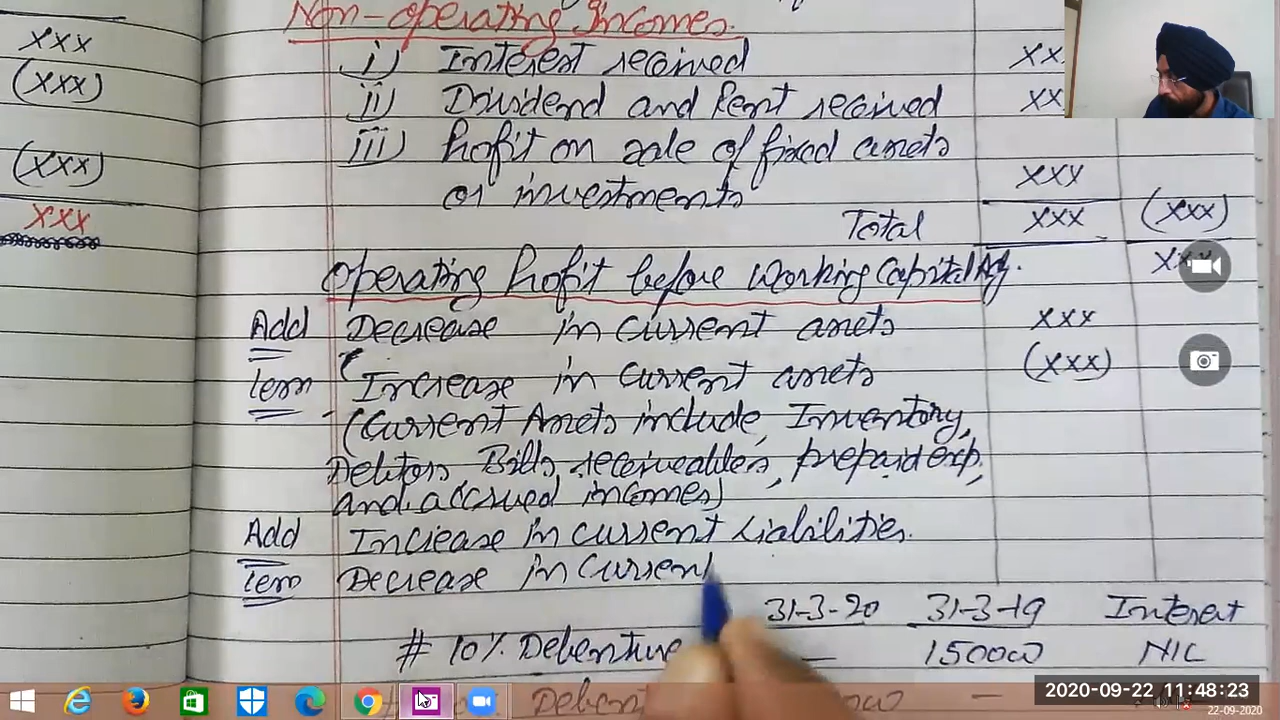 Non-operating Incomes.
xxx
i) Interest received xx
(xxx)
ii) Dividend and Rent received xx
iii) Profit on sale of fixed assets
or investments xxx
(xxx)
Total xxx (xxx)
xxx
Operating Profit before Working Capital Adj.
Add Decrease in current assets xxx
Less Increase in current assets (xxx)
(Current Assets include, Inventory,
Debtors Bills receivables, prepaid exp,
and accrued incomes)
Add Increase in current Liabilities.
Less Decrease in Current
31-3-20 31-3-19 Interest
# 10% Debenture — 15000 NIL
2020-09-22 11:48:23
22-09-2020